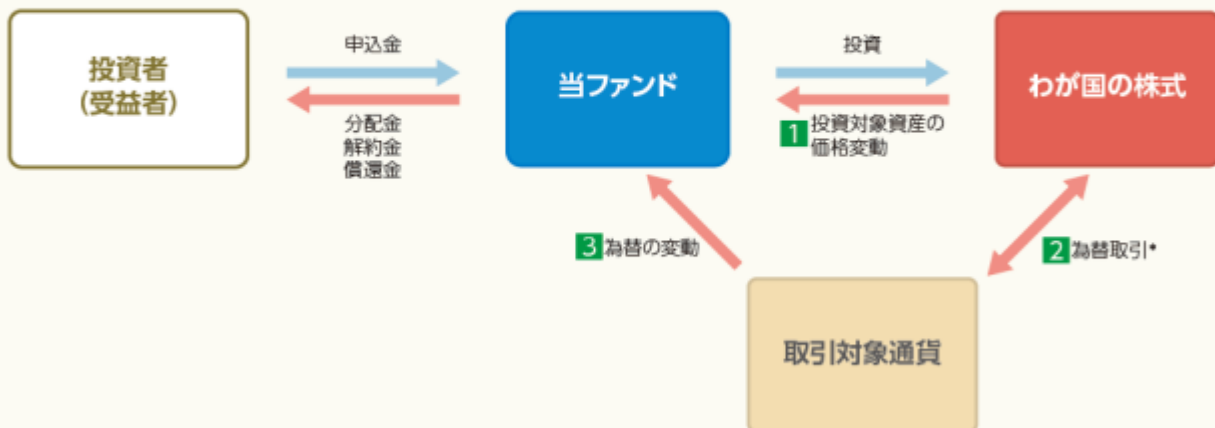 投資者
(受益者)
申込金
分配金
解約金
償還金
当ファンド
投資
1 投資対象資産の
価格変動
わが国の株式
3 為替の変動
2 為替取引*
取引対象通貨